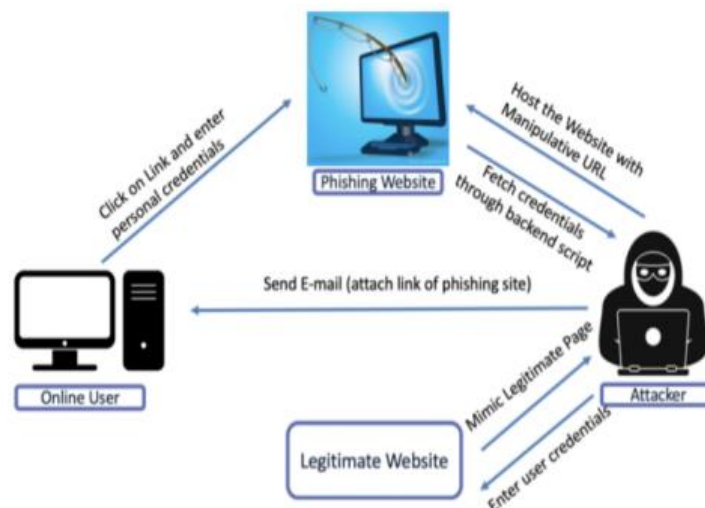 Click on Link and enter
personal credentials
Host the Website with
Manipulative URL
Phishing Website
Fetch credentials
through backend script
Send E-mail (attach link of phishing site)
Online User
Mimic Legitimate Page
Attacker
Legitimate Website
Enter user credentials